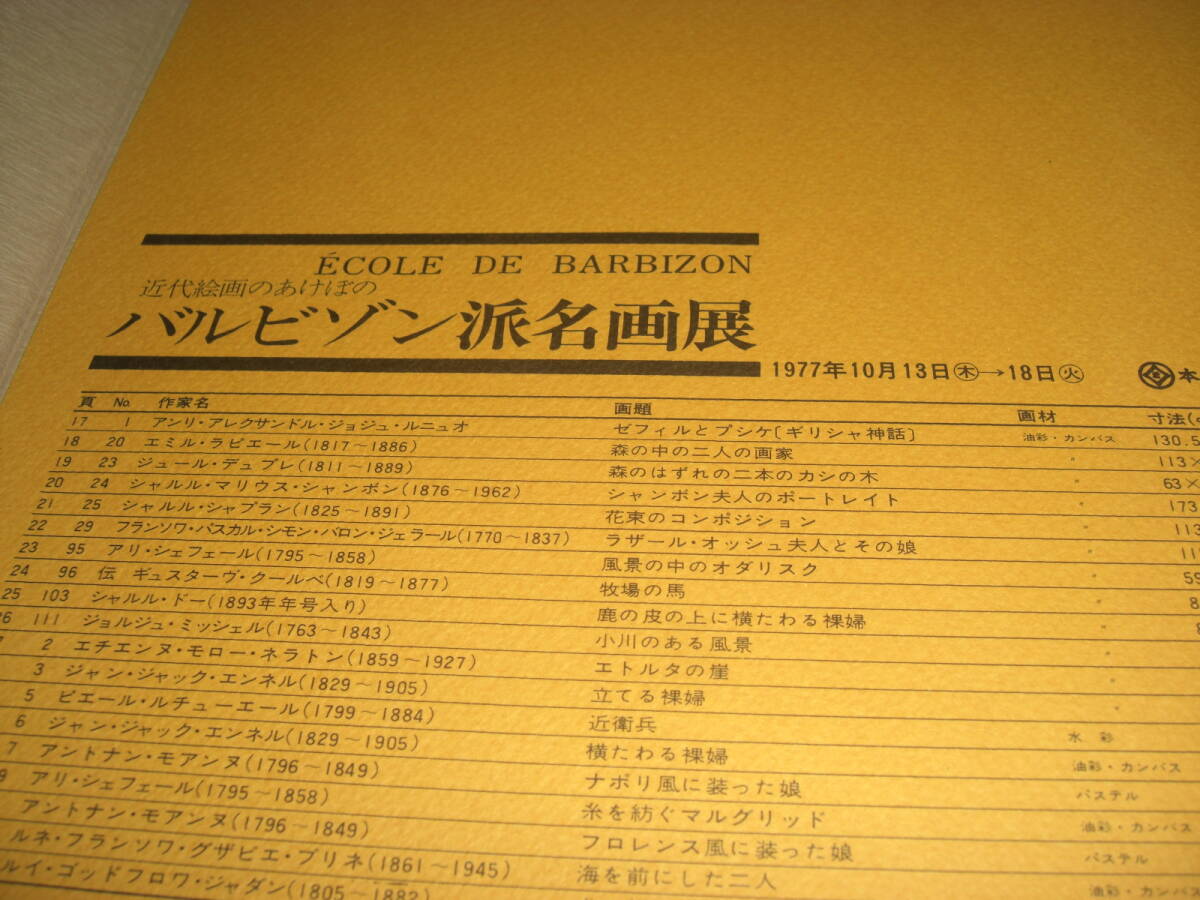 ÉCOLE DE BARBIZON
近代絵画のあけぼの
バルビゾン派名画展
1977年10月13日㊍→18日㊋ 本
頁 No. 作家名 画題 画材 寸法(
17 1 アンリ・アレクサンドル・ジョジュ・ルニュオ ゼフィルとプシケ〔ギリシャ神話〕 油彩・カンバス 130.5
18 20 エミル・ラビエール(1817〜1886) 森の中の二人の画家 〃 113×
19 23 ジュール・デュプレ(1811〜1889) 森のはずれの二本のカシの木 〃 63×
20 24 シャルル・マリウス・シャンボン(1876〜1962) シャンボン夫人のポートレイト 〃 173
21 25 シャルル・シャプラン(1825〜1891) 花束のコンポジション 〃 113
22 29 フランソワ・パスカル・シモン・バロン・ジェラール(1770〜1837) ラザール・オッシュ夫人とその娘 〃 11
23 95 アリ・シェフェール(1795〜1858) 風景の中のオダリスク 〃 59
24 96 伝 ギュスターヴ・クールベ(1819〜1877) 牧場の馬 〃 8
25 103 シャルル・ドー(1893年年号入り) 鹿の皮の上に横たわる裸婦 〃
26 111 ジョルジュ・ミッシェル(1763〜1843) 小川のある風景 〃
2 エチエンヌ・モロー・ネラトン(1859〜1927) エトルタの崖 〃
3 ジャン・ジャック・エンネル(1829〜1905) 立てる裸婦 〃
5 ピエール・ルチューエール(1799〜1884) 近衛兵 水彩
6 ジャン・ジャック・エンネル(1829〜1905) 横たわる裸婦 油彩・カンバス
7 アントナン・モアンヌ(1796〜1849) ナポリ風に装った娘 パステル
9 アリ・シェフェール(1795〜1858) 糸を紡ぐマルグリッド 油彩・カンバス
アントナン・モアンヌ(1796〜1849) フロレンス風に装った娘 パステル
ルネ・フランソワ・グザビエ・プリネ(1861〜1945) 海を前にした二人 油彩・カンバス
ルイ・ゴッドフロワ・ジャダン(1805〜1882)